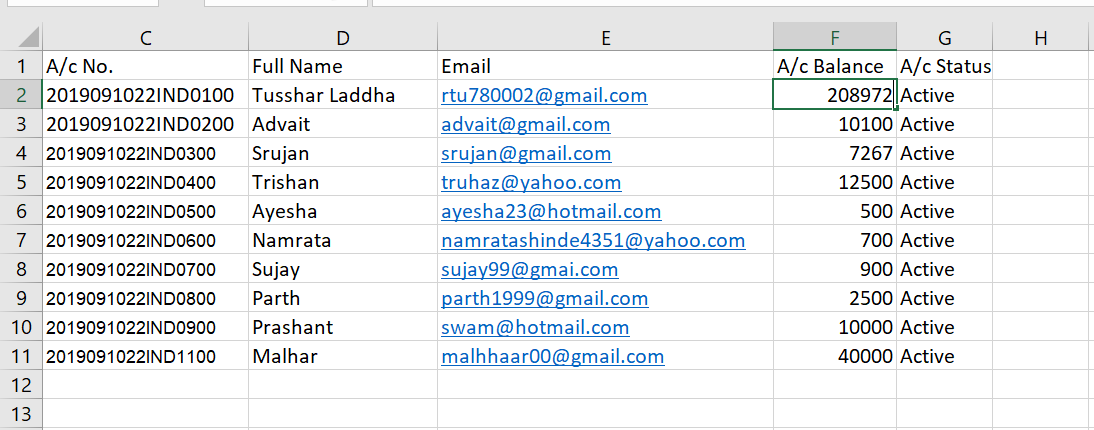 C D E F G H
1 A/c No. Full Name Email A/c Balance A/c Status
2 2019091022IND0100 Tusshar Laddha rtu780002@gmail.com 208972 Active
3 2019091022IND0200 Advait advait@gmail.com 10100 Active
4 2019091022IND0300 Srujan srujan@gmail.com 7267 Active
5 2019091022IND0400 Trishan truhaz@yahoo.com 12500 Active
6 2019091022IND0500 Ayesha ayesha23@hotmail.com 500 Active
7 2019091022IND0600 Namrata namratashinde4351@yahoo.com 700 Active
8 2019091022IND0700 Sujay sujay99@gmai.com 900 Active
9 2019091022IND0800 Parth parth1999@gmail.com 2500 Active
10 2019091022IND0900 Prashant swam@hotmail.com 10000 Active
11 2019091022IND1100 Malhar malhhaar00@gmail.com 40000 Active
12
13